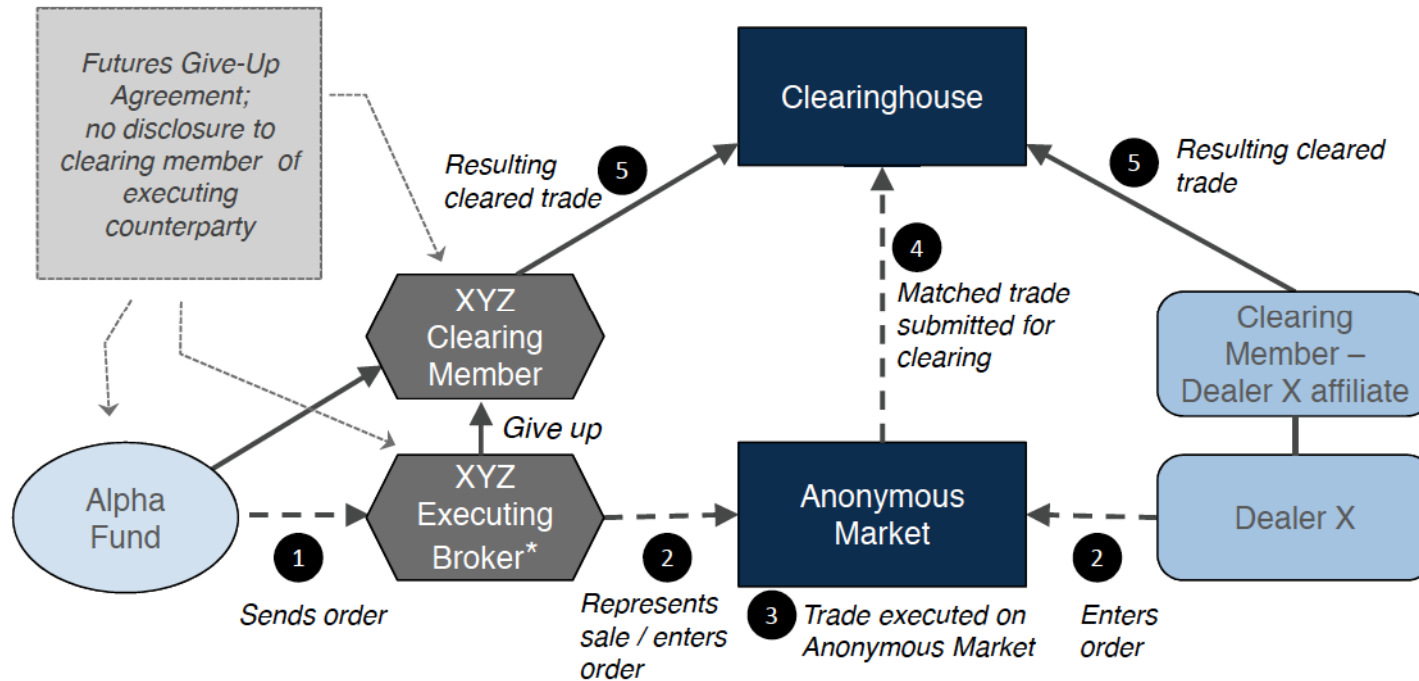 Futures Give-Up
Agreement;
no disclosure to
clearing member of
executing
counterparty
Clearinghouse
Resulting
cleared trade
5
5
Resulting cleared
trade
4
Matched trade
submitted for
clearing
XYZ
Clearing
Member
Clearing
Member –
Dealer X affiliate
Give up
Alpha
Fund
XYZ
Executing
Broker*
Anonymous
Market
Dealer X
1
Sends order
2
Represents
sale / enters
order
3
Trade executed on
Anonymous Market
2
Enters
order